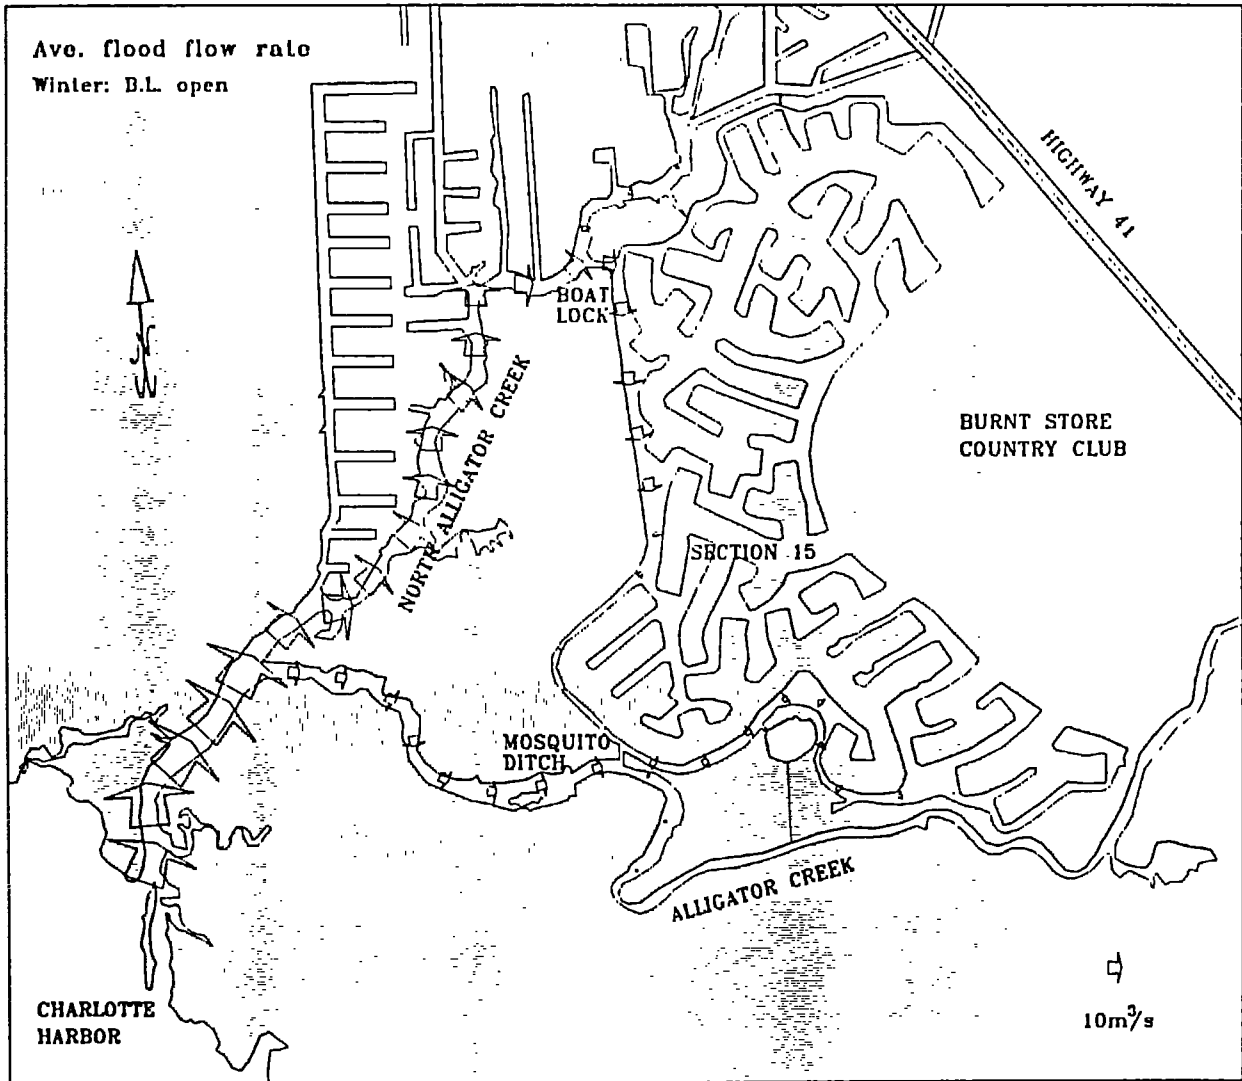 Ave. flood flow rate
Winter: B.L. open
HIGHWAY 41
BOAT
LOCK
NORTH ALLIGATOR CREEK
BURNT STORE
COUNTRY CLUB
SECTION 15
MOSQUITO
DITCH
ALLIGATOR CREEK
CHARLOTTE
HARBOR
10m³/s
N